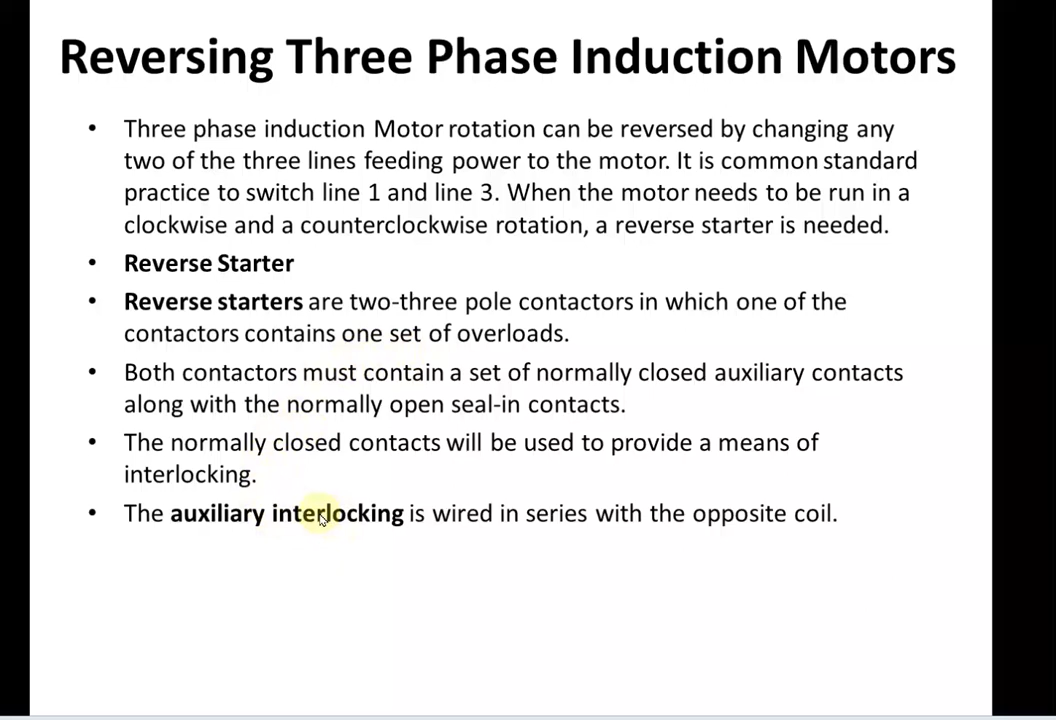 Reversing Three Phase Induction Motors
• Three phase induction Motor rotation can be reversed by changing any
two of the three lines feeding power to the motor. It is common standard
practice to switch line 1 and line 3. When the motor needs to be run in a
clockwise and a counterclockwise rotation, a reverse starter is needed.
• Reverse Starter
• Reverse starters are two-three pole contactors in which one of the
contactors contains one set of overloads.
• Both contactors must contain a set of normally closed auxiliary contacts
along with the normally open seal-in contacts.
• The normally closed contacts will be used to provide a means of
interlocking.
• The auxiliary interlocking is wired in series with the opposite coil.